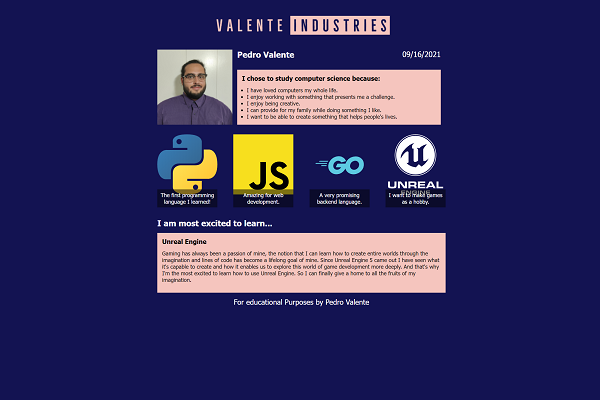 VALENTE INDUSTRIES
Pedro Valente 09/16/2021
I chose to study computer science because:
I have loved computers my whole life.
I enjoy working with something that presents me a challenge.
I enjoy being creative.
I can provide for my family while doing something I like.
I want to be able to create something that helps people's lives.
JS
GO
UNREAL
ENGINE
The first programming
language I learned!
Amazing for web
development.
A very promising
backend language.
I want to make games
as a hobby.
I am most excited to learn...
Unreal Engine
Gaming has always been a passion of mine, the notion that I can learn how to create entire worlds through the
imagination and lines of code has become a lifelong goal of mine. Since Unreal Engine 5 came out I have seen what
it's capable to create and how it enables us to explore this world of game development more deeply. And that's why
I'm the most excited to learn how to use Unreal Engine. So I can finally give a home to all the fruits of my
imagination.
For educational Purposes by Pedro Valente